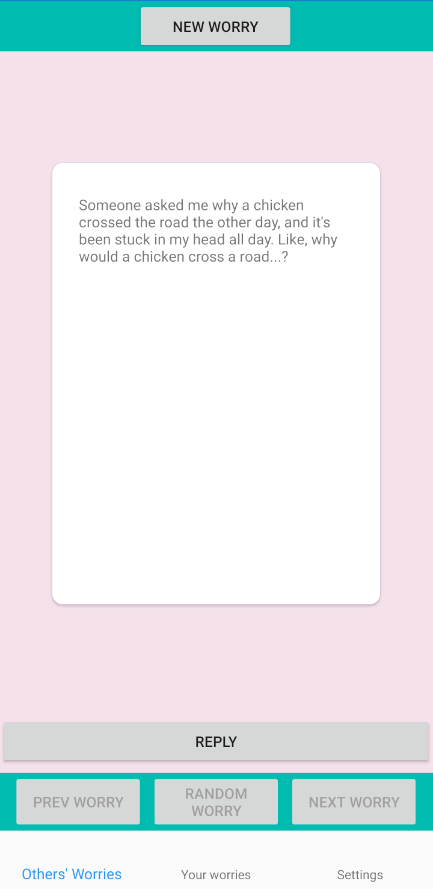 NEW WORRY
Someone asked me why a chicken
crossed the road the other day, and it's
been stuck in my head all day. Like, why
would a chicken cross a road...?
REPLY
PREV WORRY
RANDOM
WORRY
NEXT WORRY
Others' Worries
Your worries
Settings